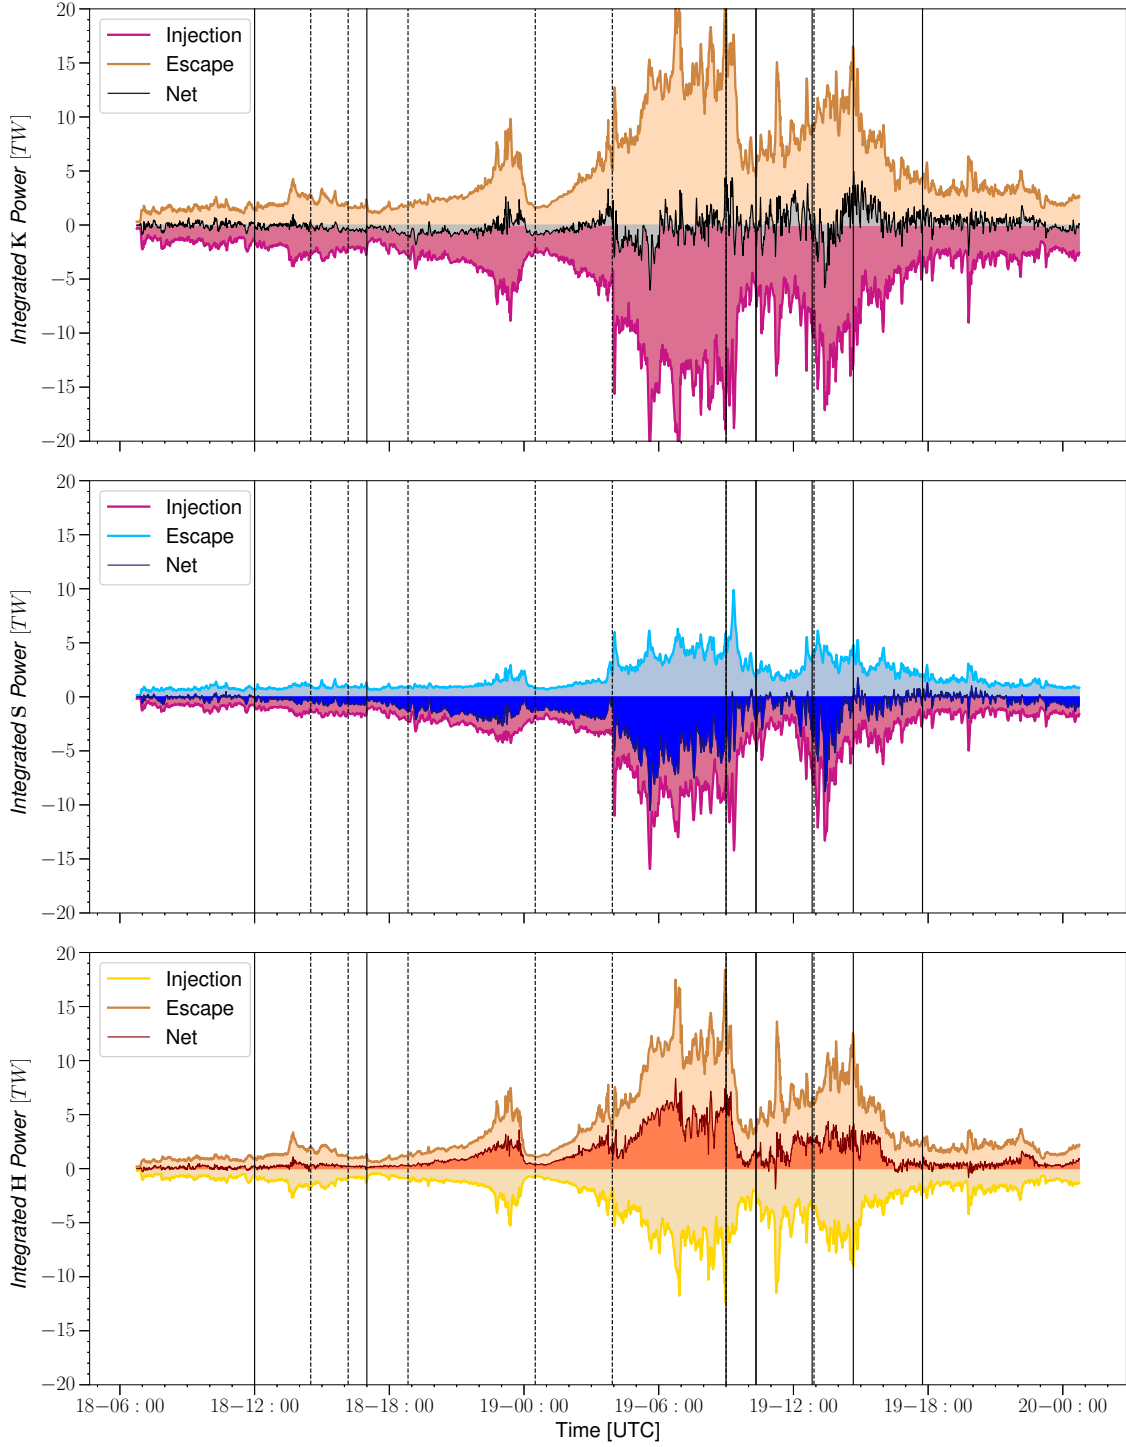 20
15
10
5
0
−5
−10
−15
−20
Integrated K Power [TW]
Injection
Escape
Net
20
15
10
5
0
−5
−10
−15
−20
Integrated S Power [TW]
Injection
Escape
Net
20
15
10
5
0
−5
−10
−15
−20
Integrated H Power [TW]
Injection
Escape
Net
18−06 : 00 18−12 : 00 18−18 : 00 19−00 : 00 19−06 : 00 19−12 : 00 19−18 : 00 20−00 : 00
Time [UTC]